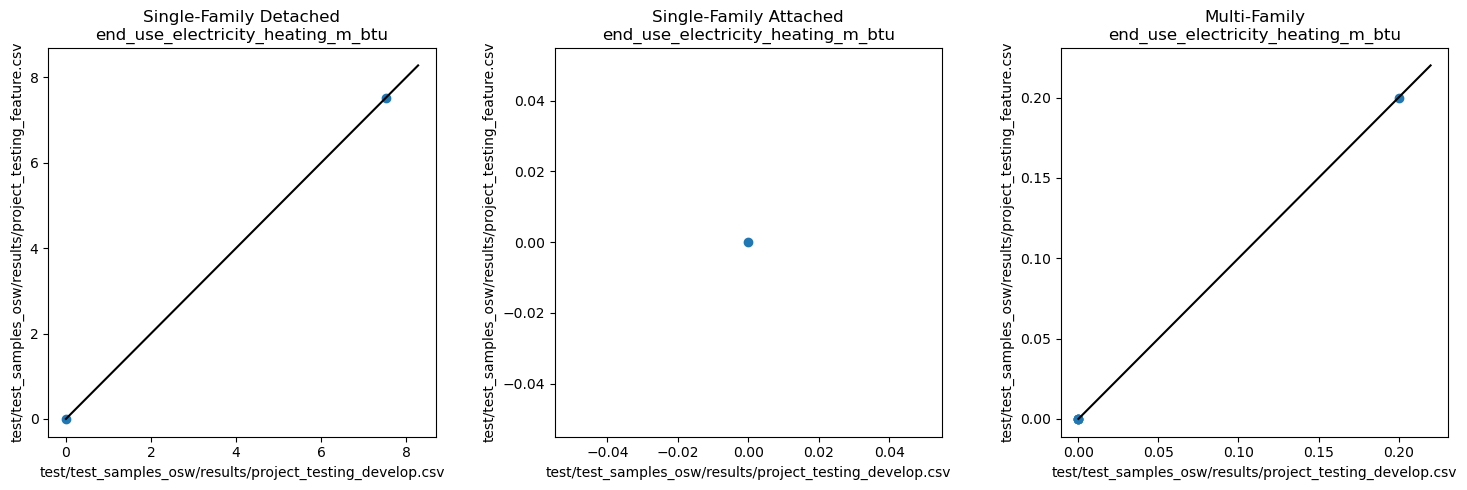 Single-Family Detached
end_use_electricity_heating_m_btu
test/test_samples_osw/results/project_testing_feature.csv
8
6
4
2
0
0
2
4
6
8
test/test_samples_osw/results/project_testing_develop.csv
Single-Family Attached
end_use_electricity_heating_m_btu
test/test_samples_osw/results/project_testing_feature.csv
0.04
0.02
0.00
−0.02
−0.04
−0.04
−0.02
0.00
0.02
0.04
test/test_samples_osw/results/project_testing_develop.csv
Multi-Family
end_use_electricity_heating_m_btu
test/test_samples_osw/results/project_testing_feature.csv
0.20
0.15
0.10
0.05
0.00
0.00
0.05
0.10
0.15
0.20
test/test_samples_osw/results/project_testing_develop.csv